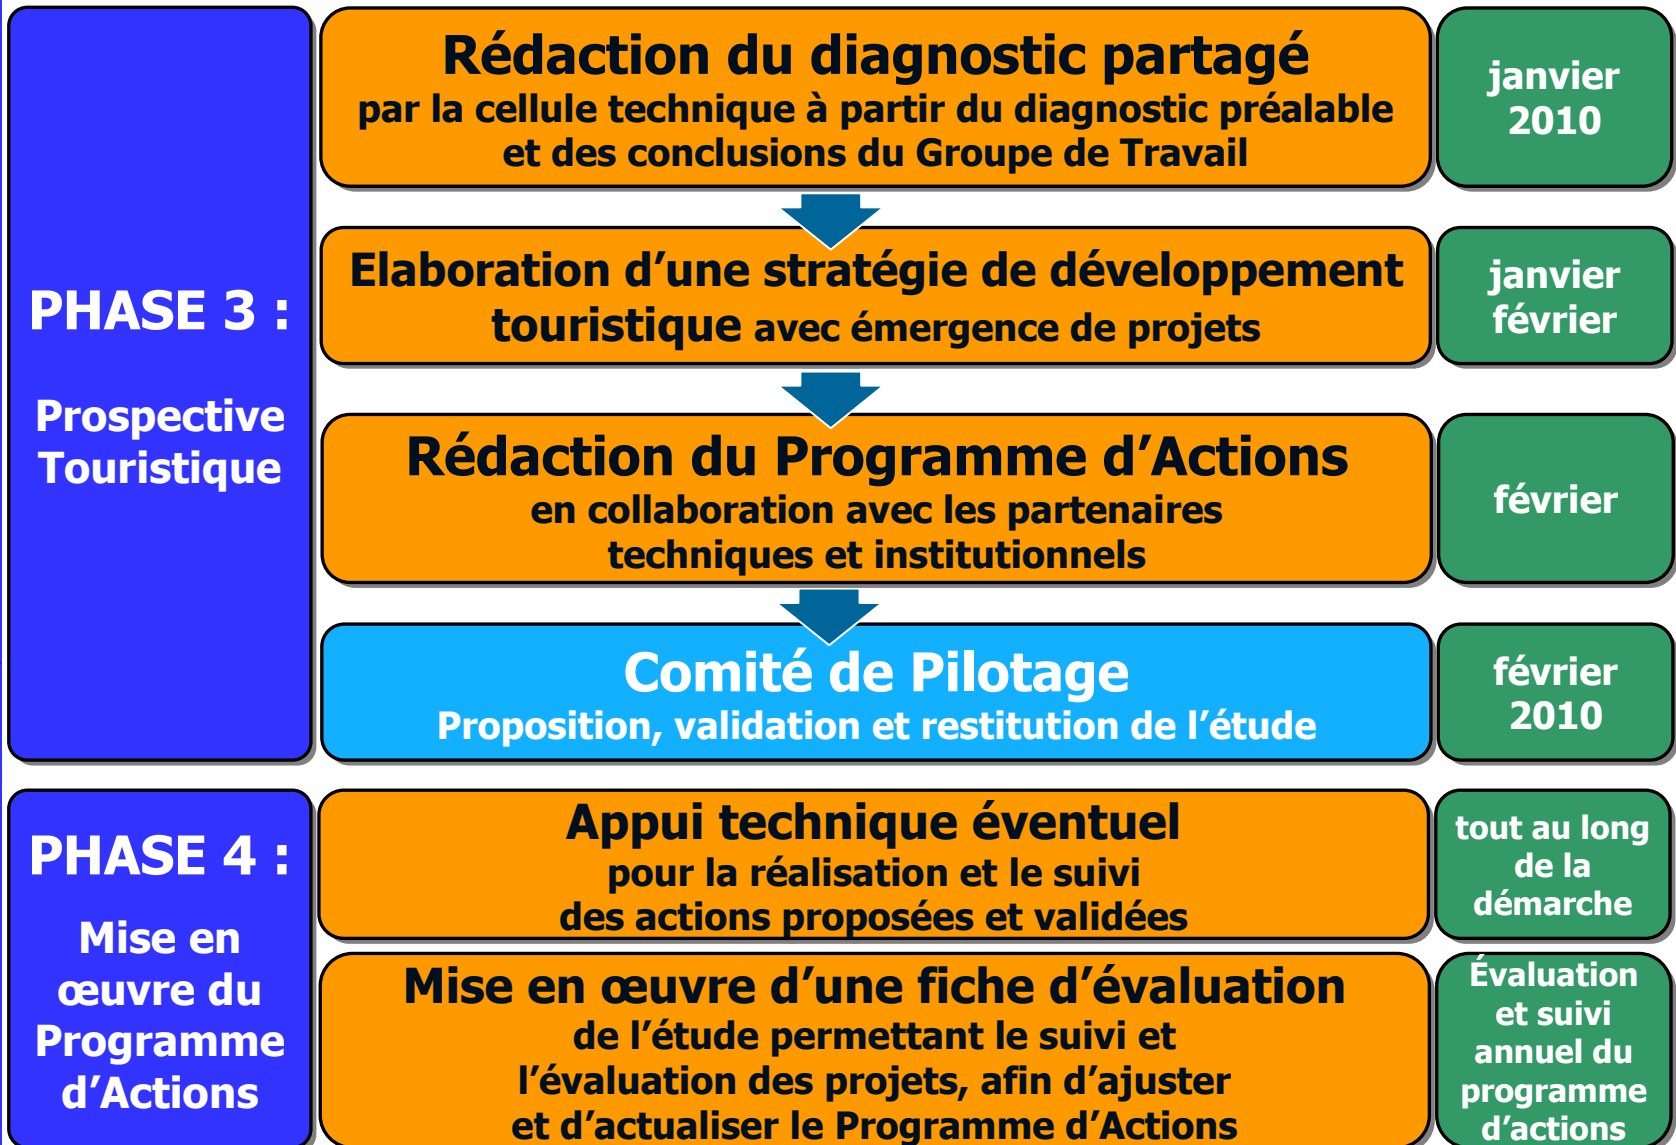 PHASE 3 :
Prospective
Touristique
Rédaction du diagnostic partagé
par la cellule technique à partir du diagnostic préalable
et des conclusions du Groupe de Travail
janvier
2010
Elaboration d’une stratégie de développement
touristique avec émergence de projets
janvier
février
Rédaction du Programme d’Actions
en collaboration avec les partenaires
techniques et institutionnels
février
Comité de Pilotage
Proposition, validation et restitution de l’étude
février
2010
PHASE 4 :
Mise en
œuvre du
Programme
d’Actions
Appui technique éventuel
pour la réalisation et le suivi
des actions proposées et validées
tout au long
de la
démarche
Mise en œuvre d’une fiche d’évaluation
de l’étude permettant le suivi et
l’évaluation des projets, afin d’ajuster
et d’actualiser le Programme d’Actions
Évaluation
et suivi
annuel du
programme
d’actions